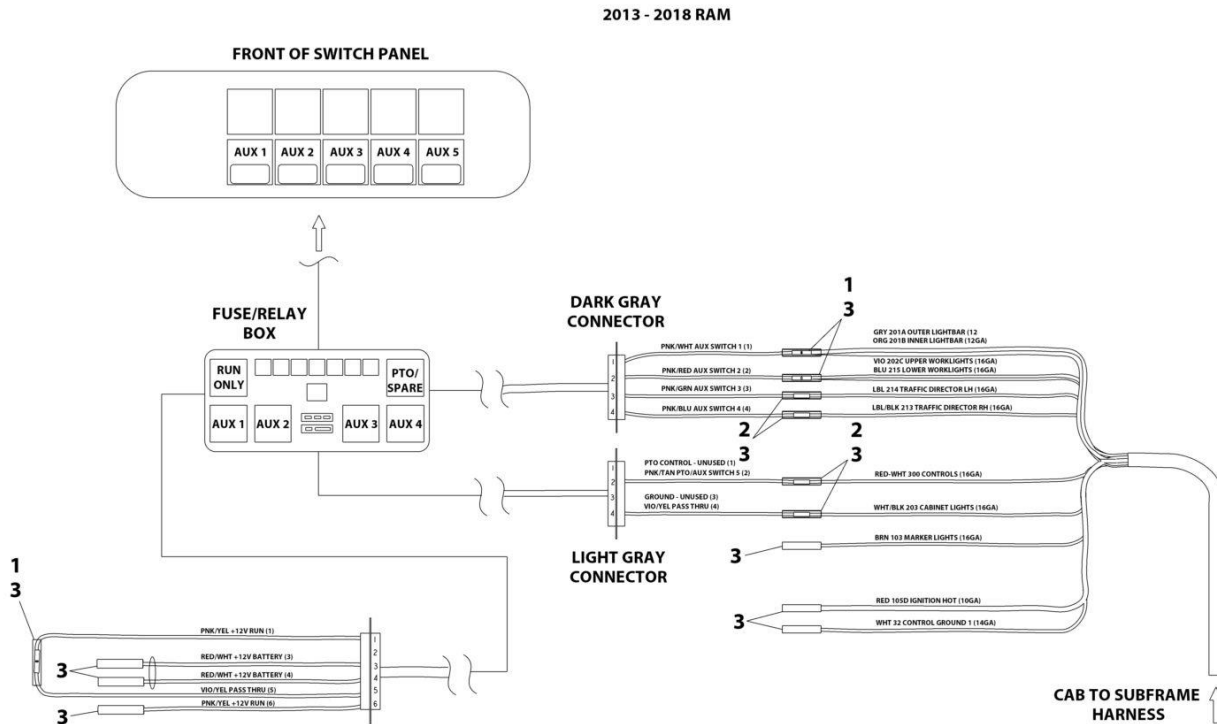 2013 - 2018 RAM
FRONT OF SWITCH PANEL
AUX 1
AUX 2
AUX 3
AUX 4
AUX 5
FUSE/RELAY
BOX
RUN
ONLY
PTO/
SPARE
AUX 1
AUX 2
AUX 3
AUX 4
DARK GRAY
CONNECTOR
1
2
3
4
PNK/WHT AUX SWITCH 1 (1)
PNK/RED AUX SWITCH 2 (2)
PNK/GRN AUX SWITCH 3 (3)
PNK/BLU AUX SWITCH 4 (4)
1
3
GRY 201A OUTER LIGHTBAR (12
ORG 201B INNER LIGHTBAR (12GA)
VIO 202C UPPER WORKLIGHTS (16GA)
BLU 215 LOWER WORKLIGHTS (16GA)
LBL 214 TRAFFIC DIRECTOR LH (16GA)
LBL/BLK 213 TRAFFIC DIRECTOR RH (16GA)
2
3
2
3
1
2
3
4
PTO CONTROL - UNUSED (1)
PNK/TAN PTO/AUX SWITCH 5 (2)
GROUND - UNUSED (3)
VIO/YEL PASS THRU (4)
RED-WHT 300 CONTROLS (16GA)
WHT/BLK 203 CABINET LIGHTS (16GA)
LIGHT GRAY
CONNECTOR
3
BRN 103 MARKER LIGHTS (16GA)
3
RED 105D IGNITION HOT (10GA)
WHT 32 CONTROL GROUND 1 (14GA)
1
3
PNK/YEL +12V RUN (1)
RED/WHT +12V BATTERY (3)
RED/WHT +12V BATTERY (4)
VIO/YEL PASS THRU (5)
PNK/YEL +12V RUN (6)
3
3
1
2
3
4
5
6
CAB TO SUBFRAME
HARNESS